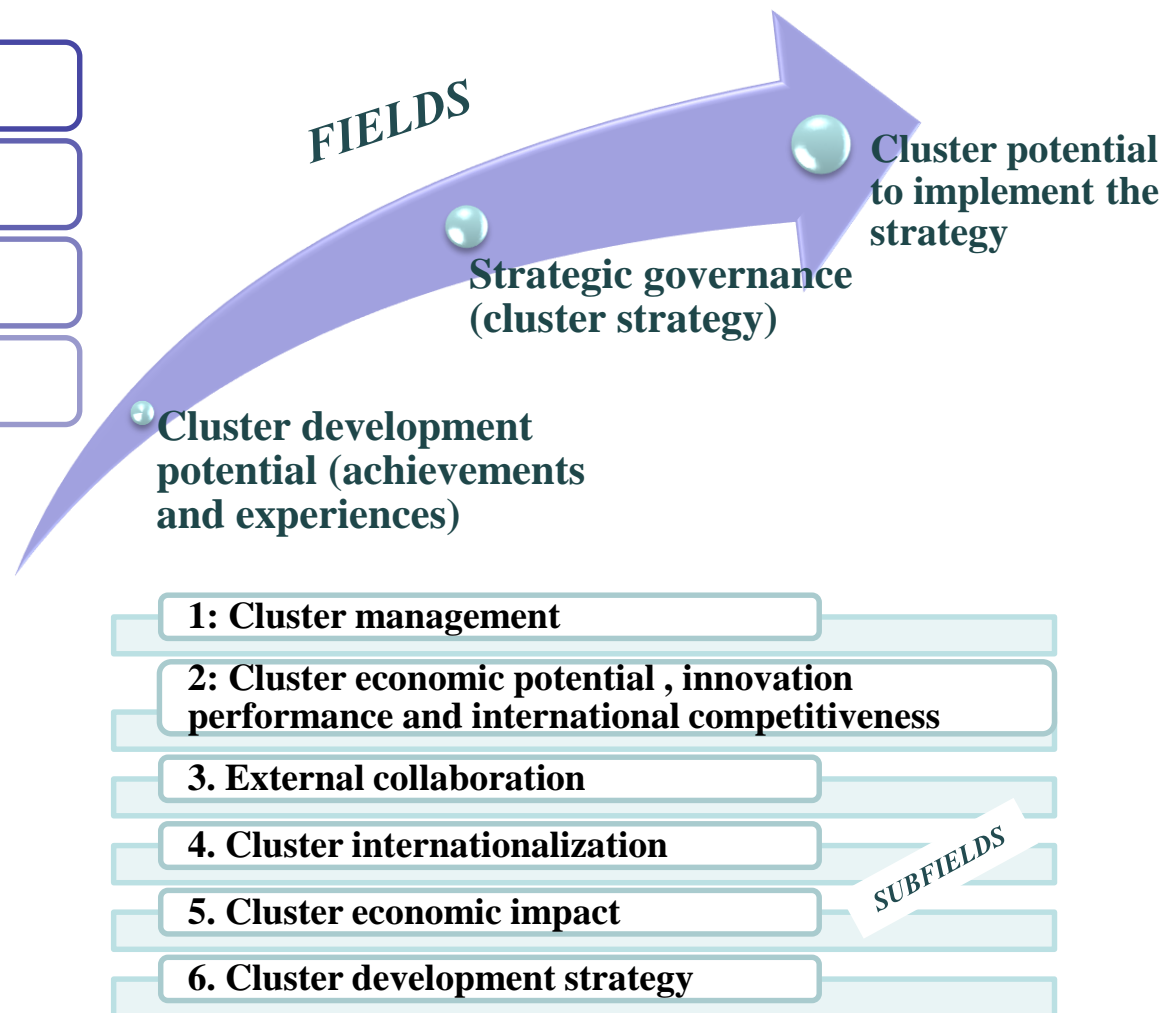 FIELDS
Cluster potential
to implement the
strategy
Strategic governance
(cluster strategy)
Cluster development
potential (achievements
and experiences)
1: Cluster management
2: Cluster economic potential , innovation
performance and international competitiveness
3. External collaboration
4. Cluster internationalization
SUBFIELDS
5. Cluster economic impact
6. Cluster development strategy